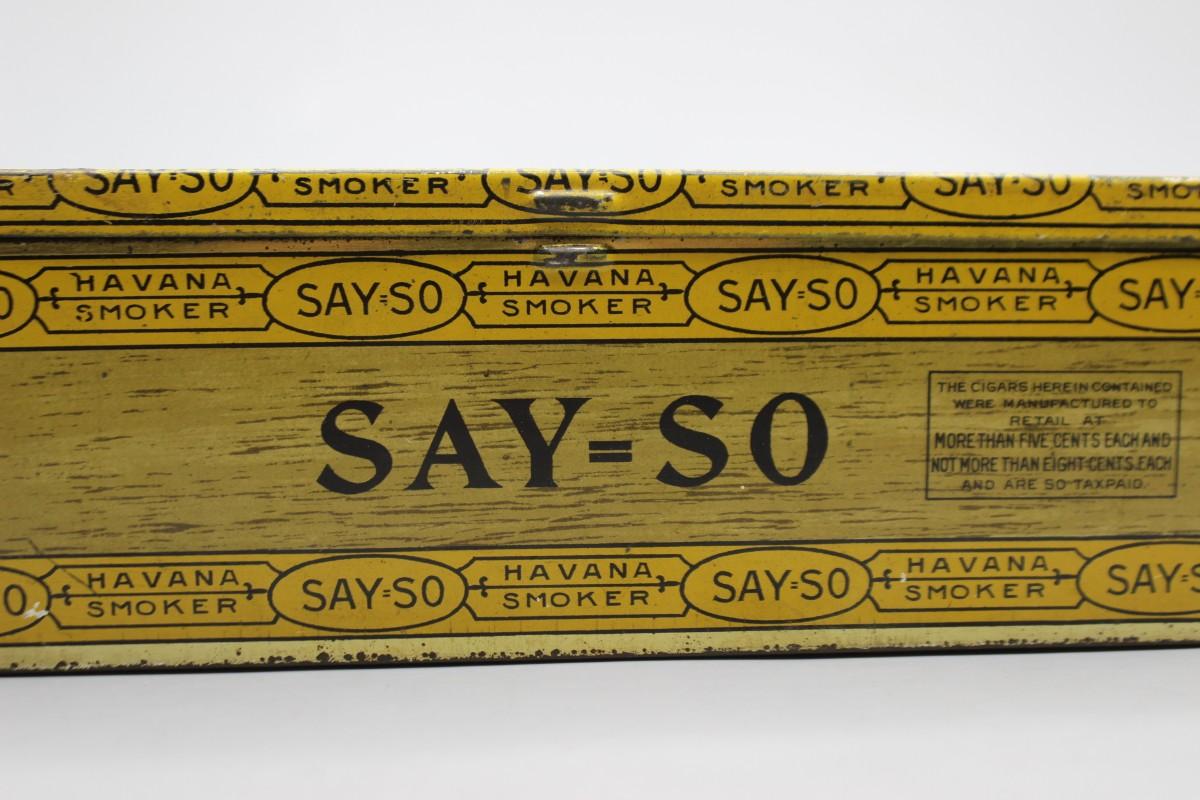 SAY=SO SMOKER SAY=SO SMOKER SAY=SO
HAVANA SAY=SO HAVANA SAY=SO HAVANA SAY=
SMOKER SMOKER SMOKER
SAY=SO
THE CIGARS HEREIN CONTAINED
WERE MANUFACTURED TO
RETAIL AT
MORE THAN FIVE CENTS EACH AND
NOT MORE THAN EIGHT CENTS EACH
AND ARE SO TAXPAID.
HAVANA SAY=SO HAVANA SAY=SO HAVANA SAY=S
SMOKER SMOKER SMOKER